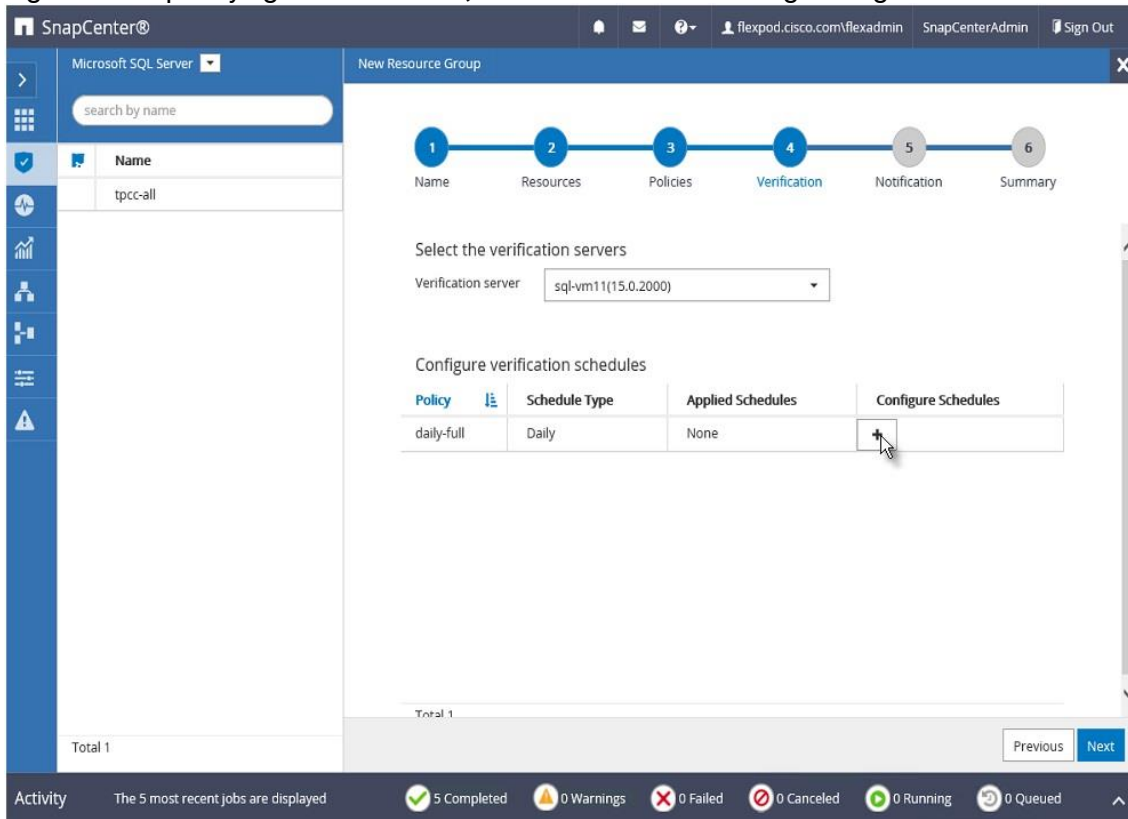 SnapCenter®
flexpod.cisco.com\flexadmin SnapCenterAdmin Sign Out
Microsoft SQL Server
search by name
Name
tpcc-all
Total 1
New Resource Group
1 2 3 4 5 6
Name Resources Policies Verification Notification Summary
Select the verification servers
Verification server sql-vm11(15.0.2000)
Configure verification schedules
Policy Schedule Type Applied Schedules Configure Schedules
daily-full Daily None
Total 1
Previous Next
Activity The 5 most recent jobs are displayed 5 Completed 0 Warnings 0 Failed 0 Canceled 0 Running 0 Queued